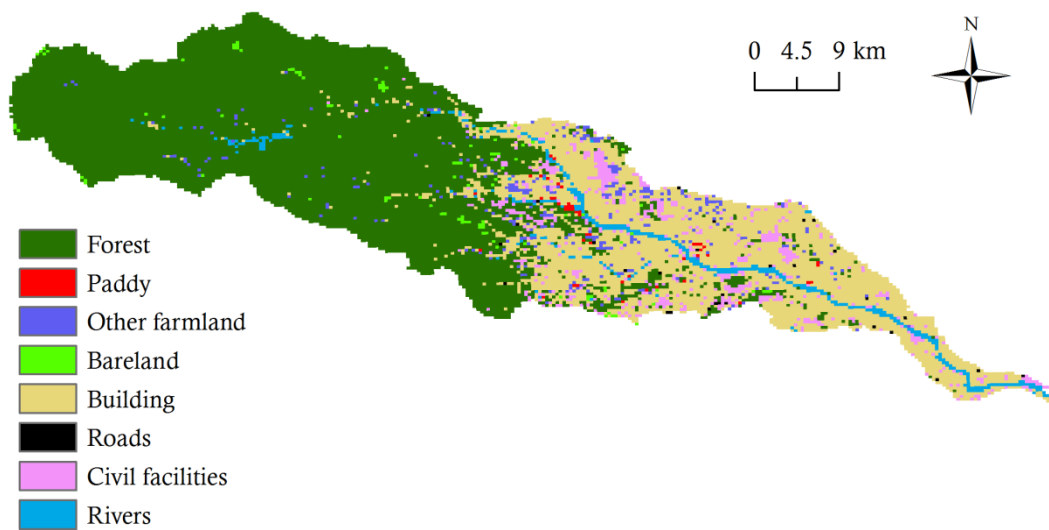 0 4.5 9 km
N
Forest
Paddy
Other farmland
Bareland
Building
Roads
Civil facilities
Rivers